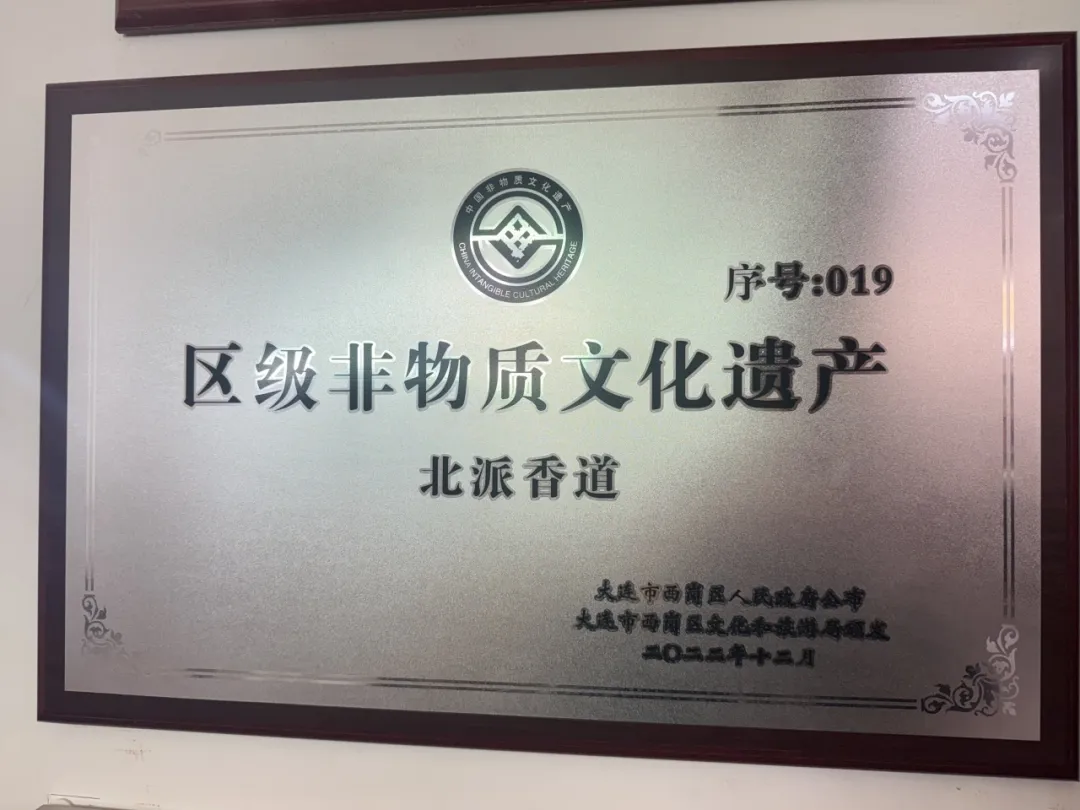 中国非物质文化遗产
CHINA INTANGIBLE CULTURAL HERITAGE
序号:019
区级非物质文化遗产
北派香道
大连市西岗区人民政府公布
大连市西岗区文化和旅游局颁发
二〇二二年十二月